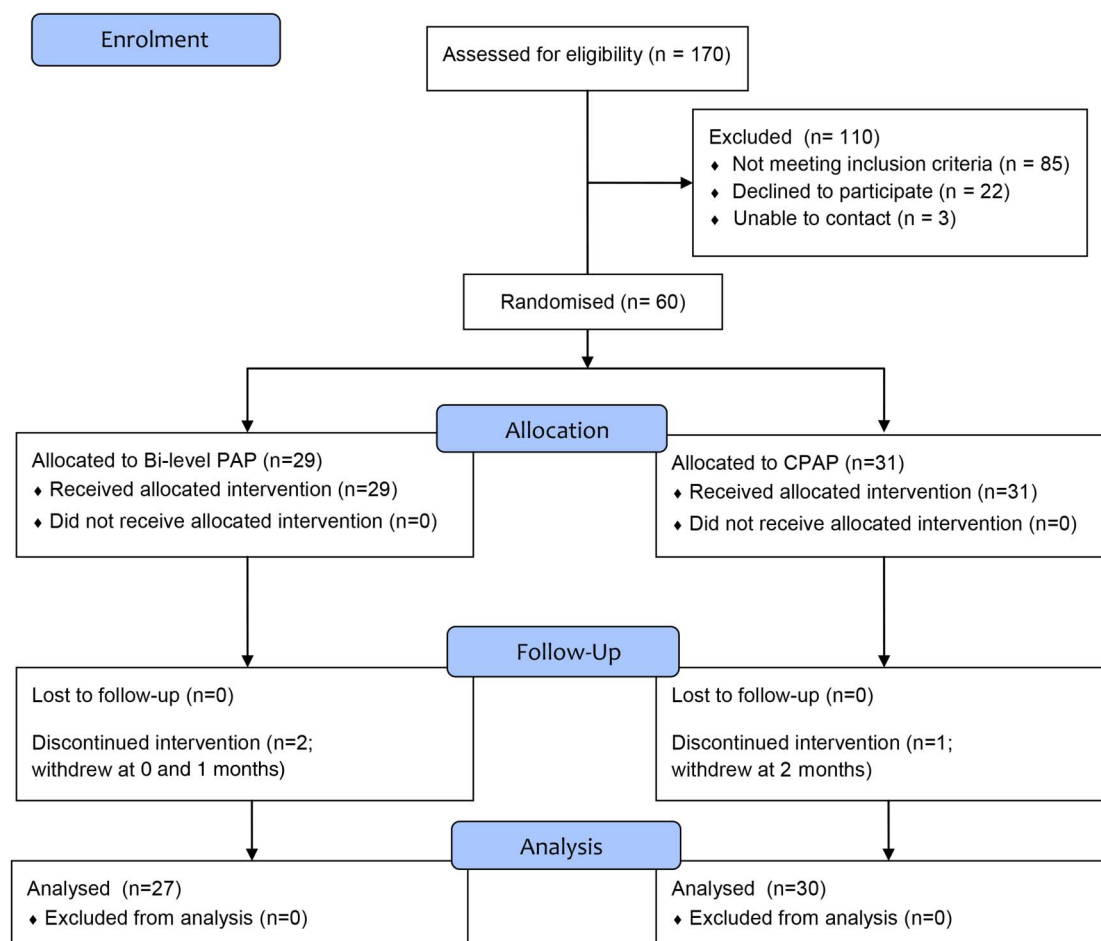 Enrolment
Assessed for eligibility (n = 170)
Excluded (n= 110)
♦ Not meeting inclusion criteria (n = 85)
♦ Declined to participate (n = 22)
♦ Unable to contact (n = 3)
Randomised (n= 60)
Allocation
Allocated to Bi-level PAP (n=29)
♦ Received allocated intervention (n=29)
♦ Did not receive allocated intervention (n=0)
Allocated to CPAP (n=31)
♦ Received allocated intervention (n=31)
♦ Did not receive allocated intervention (n=0)
Follow-Up
Lost to follow-up (n=0)
Discontinued intervention (n=2;
withdrew at 0 and 1 months)
Lost to follow-up (n=0)
Discontinued intervention (n=1;
withdrew at 2 months)
Analysis
Analysed (n=27)
♦ Excluded from analysis (n=0)
Analysed (n=30)
♦ Excluded from analysis (n=0)